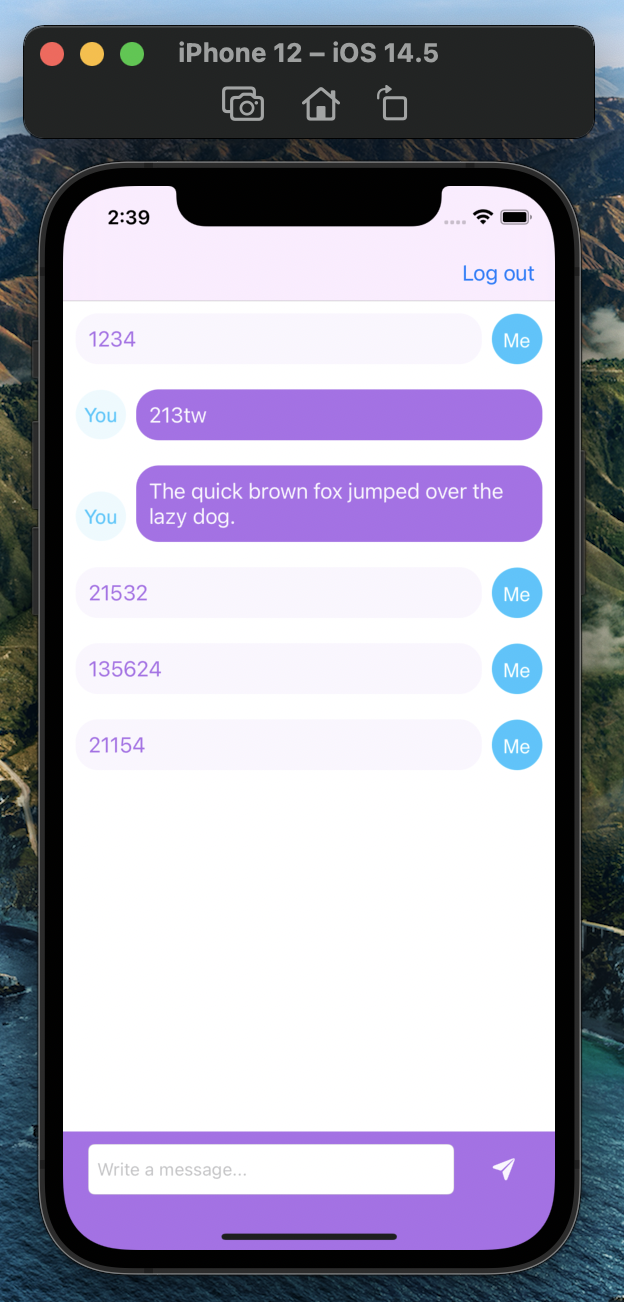 iPhone 12 – iOS 14.5
2:39
Log out
1234
Me
You
213tw
The quick brown fox jumped over the
lazy dog.
You
21532
Me
135624
Me
21154
Me
Write a message...